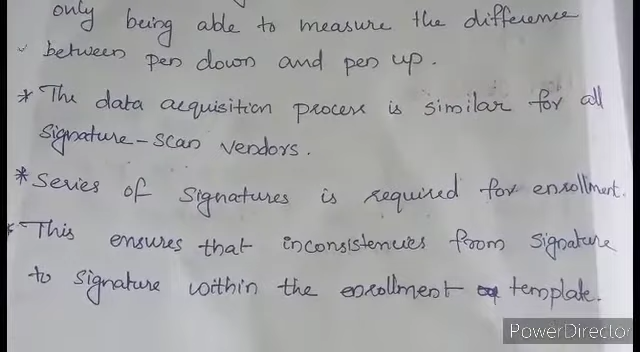 only being able to measure the difference
between pen down and pen up.
* The data acquisition process is similar for all
signature-scan vendors.
* Series of signatures is required for enrollment.
* This ensures that inconsistencies from signature
to signature within the enrollment template.
PowerDirector